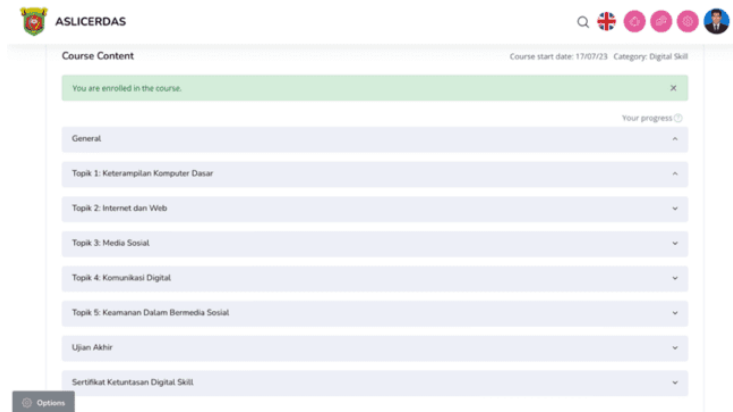 ASLICERDAS
Course Content
Course start date: 17/07/23 Category: Digital Skill
You are enrolled in the course.
Your progress
General
Topik 1: Keterampilan Komputer Dasar
Topik 2: Internet dan Web
Topik 3: Media Sosial
Topik 4: Komunikasi Digital
Topik 5: Keamanan Dalam Bermedia Sosial
Ujian Akhir
Sertifikat Ketuntasan Digital Skill
Options